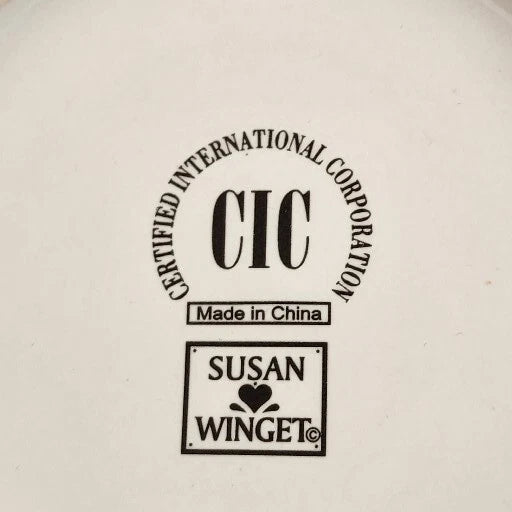 CERTIFIED INTERNATIONAL CORPORATION
CIC
Made in China
SUSAN
WINGET©